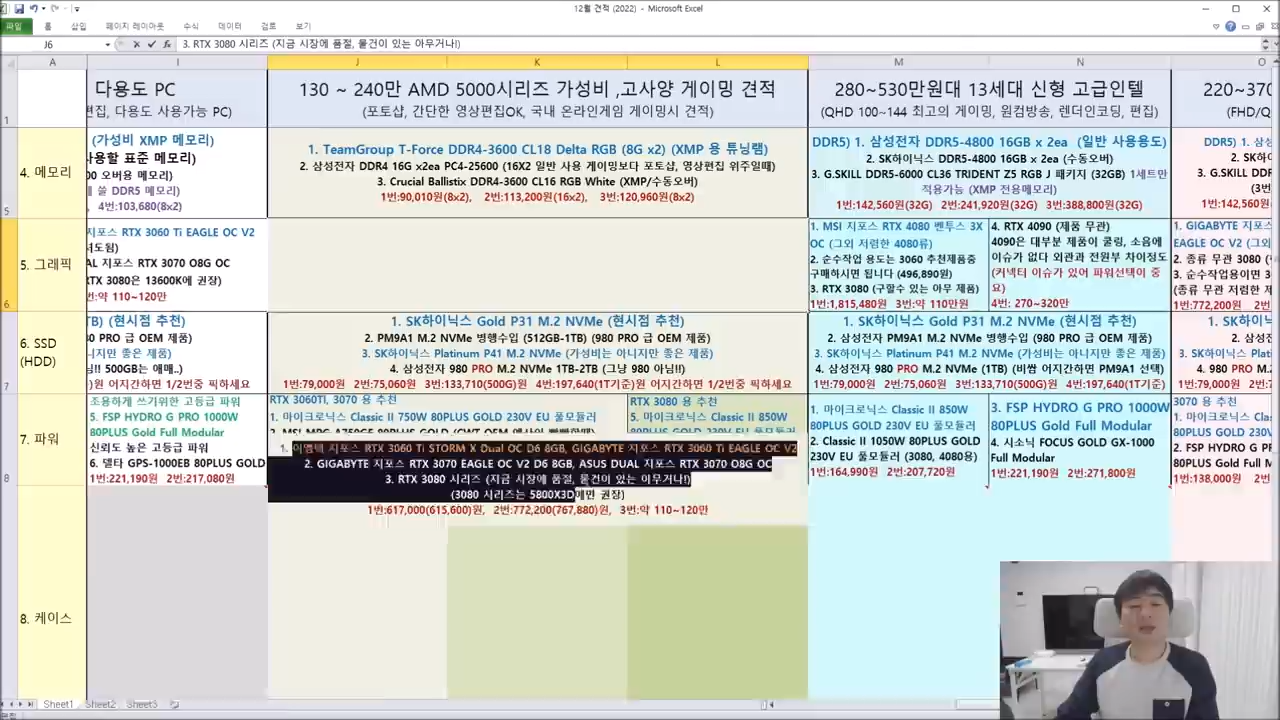 12월 견적 (2022) - Microsoft Excel
파일 홈 삽입 페이지 레이아웃 수식 데이터 검토 보기
J6 3. RTX 3080 시리즈 (지금 시장에 품절, 물건이 있는 아무거나!)
A I J K L M N O
1
다용도 PC
편집, 다용도 사용가능 PC)
130 ~ 240만 AMD 5000시리즈 가성비 ,고사양 게이밍 견적
(포토샵, 간단한 영상편집OK, 국내 온라인게임 게이밍시 견적)
280~530만원대 13세대 신형 고급인텔
(QHD 100~144 최고의 게이밍, 원컴방송, 렌더인코딩, 편집)
220~370
(FHD/Q
4. 메모리
5
(가성비 XMP 메모리)
사용할 표준 메모리)
00 오버용 메모리)
에 쓸 DDR5 메모리)
4번:103,680(8x2)
1. TeamGroup T-Force DDR4-3600 CL18 Delta RGB (8G x2) (XMP 용 튜닝램)
2. 삼성전자 DDR4 16G x2ea PC4-25600 (16X2 일반 사용 게이밍보다 포토샵, 영상편집 위주일때)
3. Crucial Ballistix DDR4-3600 CL16 RGB White (XMP/수동오버)
1번:90,010원(8x2), 2번:113,200원(16x2), 3번:120,960원(8x2)
DDR5) 1. 삼성전자 DDR5-4800 16GB x 2ea (일반 사용용도)
2. SK하이닉스 DDR5-4800 16GB x 2ea (수동오버)
3. G.SKILL DDR5-6000 CL36 TRIDENT Z5 RGB J 패키지 (32GB) 1세트만
적용가능 (XMP 전용메모리)
1번:142,560원(32G) 2번:241,920원(32G) 3번:388,800원(32G)
DDR5) 1. 삼성
2. SK하
3. G.SKILL DDR5
(3번
1번:142,560원
5. 그래픽
6
지포스 RTX 3060 Ti EAGLE OC V2
서도됨)
AL 지포스 RTX 3070 O8G OC
RTX 3080은 13600K에 권장)
번:약 110~120만
1. MSI 지포스 RTX 4080 벤투스 3X
OC (그외 저렴한 4080류)
2. 순수작업 용도는 3060 추천제품중
구매하시면 됩니다 (496,890원)
3. RTX 3080 (구할수 있는 아무 제품)
1번:1,815,480원 3번:약 110만원
4. RTX 4090 (제품 무관)
4090은 대부분 제품이 쿨링, 소음에
이슈가 없다 외관과 전원부 차이정도
(커넥터 이슈가 있어 파워선택이 중
요)
4번: 270~320만
1. GIGABYTE 지포스
EAGLE OC V2 (그외
2. 종류 무관 3080
3. 순수작업용이면 3
(종류 무관 저렴한 제
1번:772,200원 2번
6. SSD
(HDD)
7
TB) (현시점 추천)
80 PRO 급 OEM 제품)
니지만 좋은 제품)
님!! 500GB는 애매..)
)원 어지간하면 1/2번중 픽하세요
1. SK하이닉스 Gold P31 M.2 NVMe (현시점 추천)
2. PM9A1 M.2 NVMe 병행수입 (512GB-1TB) (980 PRO 급 OEM 제품)
3. SK하이닉스 Platinum P41 M.2 NVMe (가성비는 아니지만 좋은 제품)
4. 삼성전자 980 PRO M.2 NVMe 1TB-2TB (그냥 980 아님!!)
1번:79,000원 2번:75,060원 3번:133,710(500G)원 4번:197,640(1T기준)원 어지간하면 1/2번중 픽하세요
1. SK하이닉스 Gold P31 M.2 NVMe (현시점 추천)
2. 삼성전자 PM9A1 M.2 NVMe 병행수입 (980 PRO 급 OEM 제품)
3. SK하이닉스 Platinum P41 M.2 NVMe (가성비는 아니지만 좋은 제품)
4. 삼성전자 980 PRO M.2 NVMe (1TB) (비쌈 어지간하면 PM9A1 선택)
1번:79,000원 2번:75,060원 3번:133,710(500G)원 4번:197,640(1T기준)
1. SK하이닉스
2. 삼성전
3. SK하이닉스 Pl
4. 980 PRO M.2
1번:79,000원 2번
7. 파워
8
조용하게 쓰기위한 고등급 파워
5. FSP HYDRO G PRO 1000W
80PLUS Gold Full Modular
신뢰도 높은 고등급 파워
6. 델타 GPS-1000EB 80PLUS GOLD
1번:221,190원 2번:217,080원
RTX 3060TI, 3070 용 추천
1. 마이크로닉스 Classic II 750W 80PLUS GOLD 230V EU 풀모듈러
RTX 3080 용 추천
5. 마이크로닉스 Classic II 850W
1. 이엠텍 지포스 RTX 3060 Ti STORM X Dual OC D6 8GB, GIGABYTE 지포스 RTX 3060 Ti EAGLE OC V2
2. GIGABYTE 지포스 RTX 3070 EAGLE OC V2 D6 8GB, ASUS DUAL 지포스 RTX 3070 O8G OC
3. RTX 3080 시리즈 (지금 시장에 품절, 물건이 있는 아무거나!)
(3080 시리즈는 5800X3D에만 권장)
1번:617,000(615,600)원, 2번:772,200(767,880)원, 3번:약 110~120만
1. 마이크로닉스 Classic II 850W
80PLUS GOLD 230V EU 풀모듈러
2. Classic II 1050W 80PLUS GOLD
230V EU 풀모듈러 (3080, 4080용)
1번:164,990원 2번:207,720원
3. FSP HYDRO G PRO 1000W
80PLUS Gold Full Modular
4. 시소닉 FOCUS GOLD GX-1000
Full Modular
1번:221,190원 2번:271,800원
3070 용 추천
1. 마이크로닉스 Cl
80PLUS GOLD 23
2. FSP HYDRO G
80PLUS Gold Full
1번:138,000원 2번
8. 케이스
Sheet1 Sheet2 Sheet3
편집